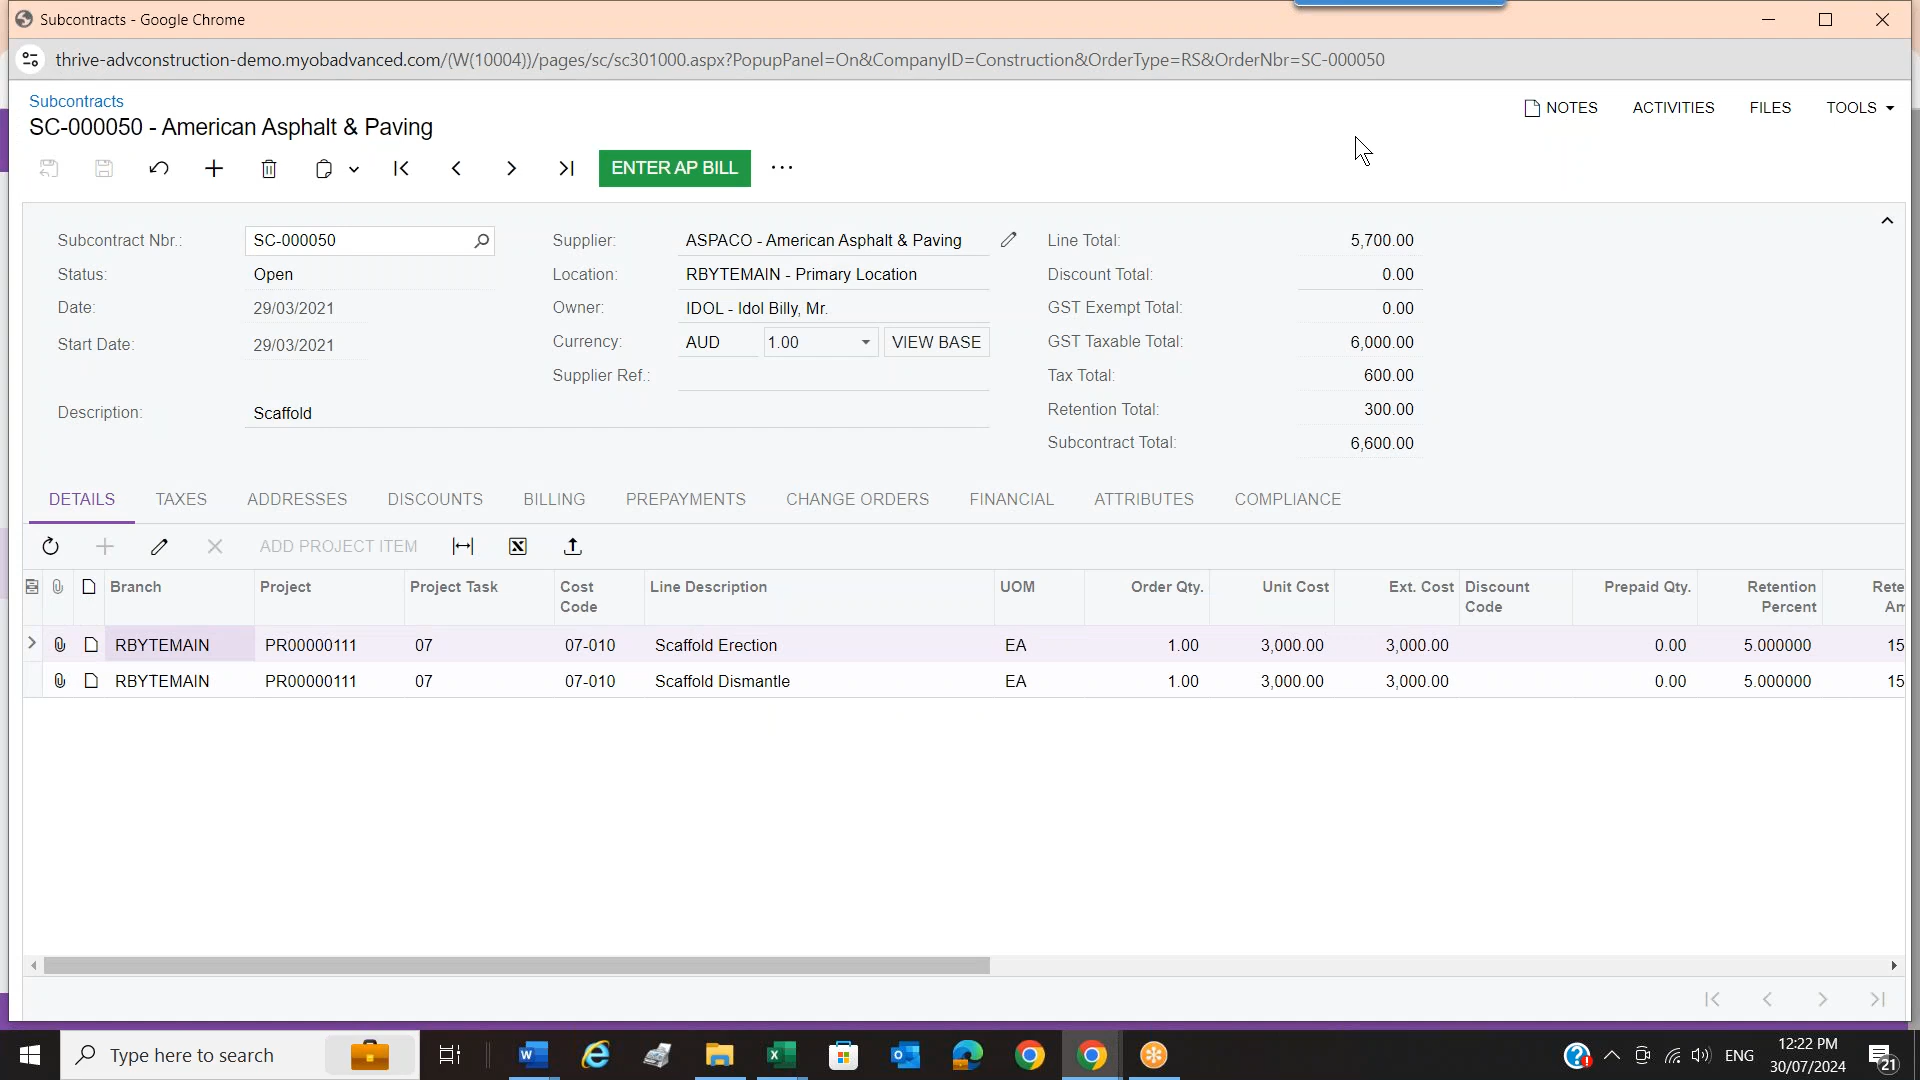 Subcontracts - Google Chrome
thrive-advconstruction-demo.myobadvanced.com/(W(10004))/pages/sc/sc301000.aspx?PopupPanel=On&CompanyID=Construction&OrderType=RS&OrderNbr=SC-000050
Subcontracts
SC-000050 - American Asphalt & Paving
NOTES ACTIVITIES FILES TOOLS
ENTER AP BILL ...
Subcontract Nbr.: SC-000050 Supplier: ASPACO - American Asphalt & Paving Line Total: 5,700.00
Status: Open Location: RBYTEMAIN - Primary Location Discount Total: 0.00
Date: 29/03/2021 Owner: IDOL - Idol Billy, Mr. GST Exempt Total: 0.00
Start Date: 29/03/2021 Currency: AUD 1.00 VIEW BASE GST Taxable Total: 6,000.00
Supplier Ref.: Tax Total: 600.00
Description: Scaffold Retention Total: 300.00
Subcontract Total: 6,600.00
DETAILS TAXES ADDRESSES DISCOUNTS BILLING PREPAYMENTS CHANGE ORDERS FINANCIAL ATTRIBUTES COMPLIANCE
ADD PROJECT ITEM
Branch Project Project Task Cost Code Line Description UOM Order Qty. Unit Cost Ext. Cost Discount Code Prepaid Qty. Retention Percent Rete Am
RBYTEMAIN PR00000111 07 07-010 Scaffold Erection EA 1.00 3,000.00 3,000.00 0.00 5.000000 15
RBYTEMAIN PR00000111 07 07-010 Scaffold Dismantle EA 1.00 3,000.00 3,000.00 0.00 5.000000 15
Type here to search
ENG
12:22 PM
30/07/2024
21